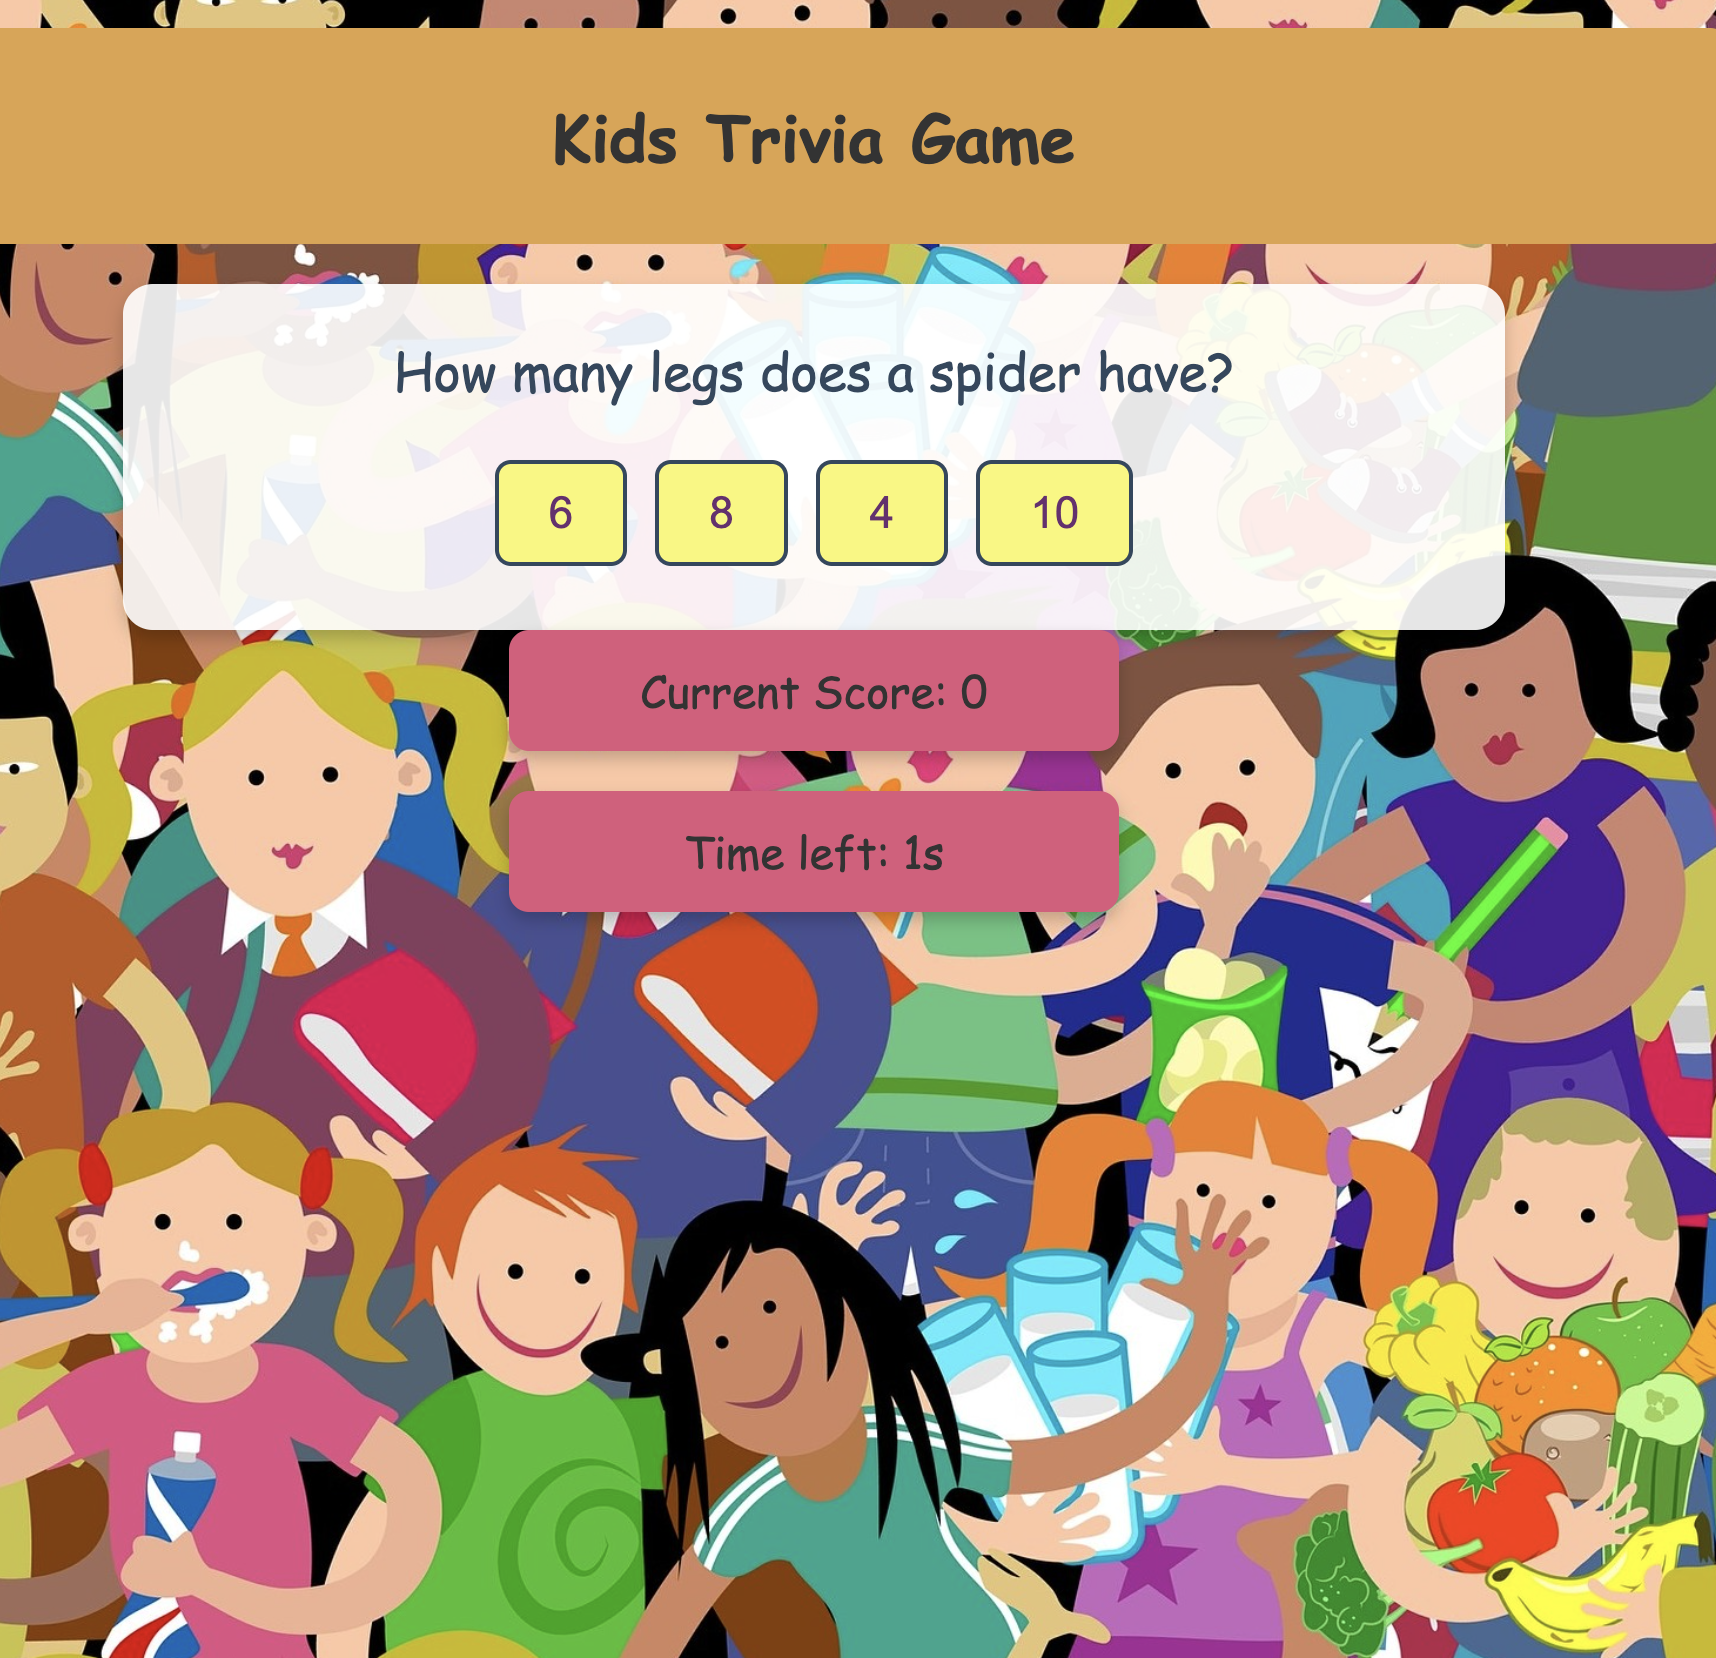 Kids Trivia Game
How many legs does a spider have?
6 8 4 10
Current Score: 0
Time left: 1s